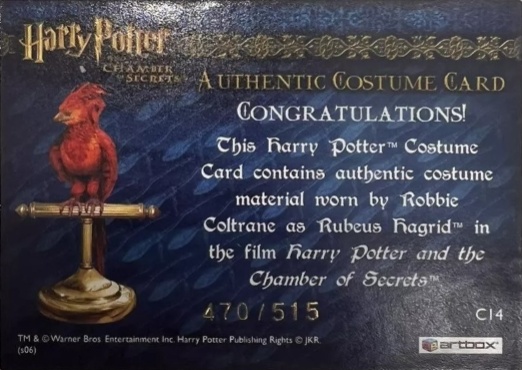 Harry Potter
CHAMBER
OF SECRETS
AUTHENTIC COSTUME CARD
CONGRATULATIONS!
This Harry Potter™ Costume
Card contains authentic costume
material worn by Robbie
Coltrane as Rubeus Hagrid™ in
the film Harry Potter and the
Chamber of Secrets™
470/515
C14
TM & © Warner Bros. Entertainment Inc. Harry Potter Publishing Rights © JKR.
(s06)
artbox